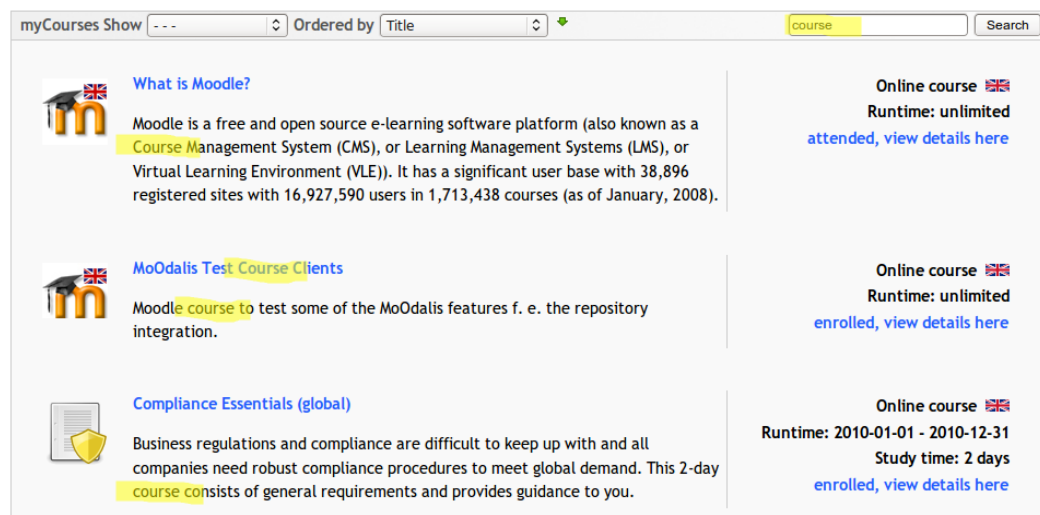 myCourses Show - - - Ordered by Title course Search
What is Moodle?
Moodle is a free and open source e-learning software platform (also known as a
Course Management System (CMS), or Learning Management Systems (LMS), or
Virtual Learning Environment (VLE)). It has a significant user base with 38,896
registered sites with 16,927,590 users in 1,713,438 courses (as of January, 2008).
Online course
Runtime: unlimited
attended, view details here
MoOdalis Test Course Clients
Moodle course to test some of the MoOdalis features f. e. the repository
integration.
Online course
Runtime: unlimited
enrolled, view details here
Compliance Essentials (global)
Business regulations and compliance are difficult to keep up with and all
companies need robust compliance procedures to meet global demand. This 2-day
course consists of general requirements and provides guidance to you.
Online course
Runtime: 2010-01-01 - 2010-12-31
Study time: 2 days
enrolled, view details here